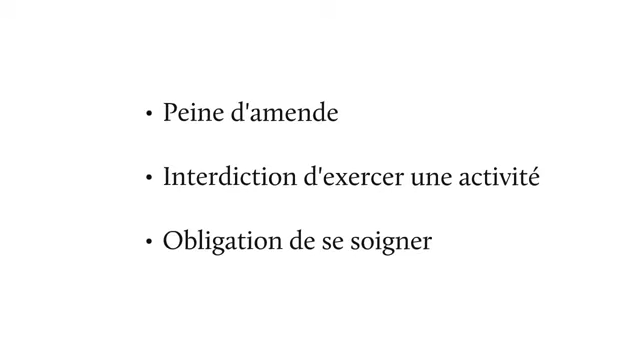 • Peine d'amende
• Interdiction d'exercer une activité
• Obligation de se soigner